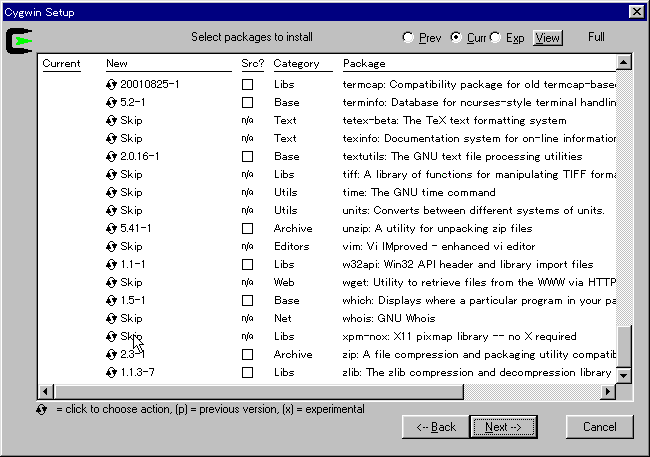 Cygwin Setup
Select packages to install Prev Curr Exp View Full
Current New Src? Category Package
20010825-1 Libs termcap: Compatibility package for old termcap-base
5.2-1 Base terminfo: Database for ncurses-style terminal handlin
Skip n/a Text tetex-beta: The TeX text formatting system
Skip n/a Text texinfo: Documentation system for on-line information
2.0.16-1 Base textutils: The GNU text file processing utilities
Skip n/a Libs tiff: A library of functions for manipulating TIFF forma
Skip n/a Utils time: The GNU time command
Skip n/a Utils units: Converts between different systems of units.
5.41-1 Archive unzip: A utility for unpacking zip files
Skip n/a Editors vim: Vi IMproved - enhanced vi editor
1.1-1 Libs w32api: Win32 API header and library import files
Skip n/a Web wget: Utility to retrieve files from the WWW via HTTP
1.5-1 Base which: Displays where a particular program in your pa
Skip n/a Net whois: GNU Whois
Skip n/a Libs xpm-nox: X11 pixmap library -- no X required
2.3-1 Archive zip: A file compression and packaging utility compatib
1.1.3-7 Libs zlib: The zlib compression and decompression library
= click to choose action, (p) = previous version, (x) = experimental
<-- Back Next --> Cancel